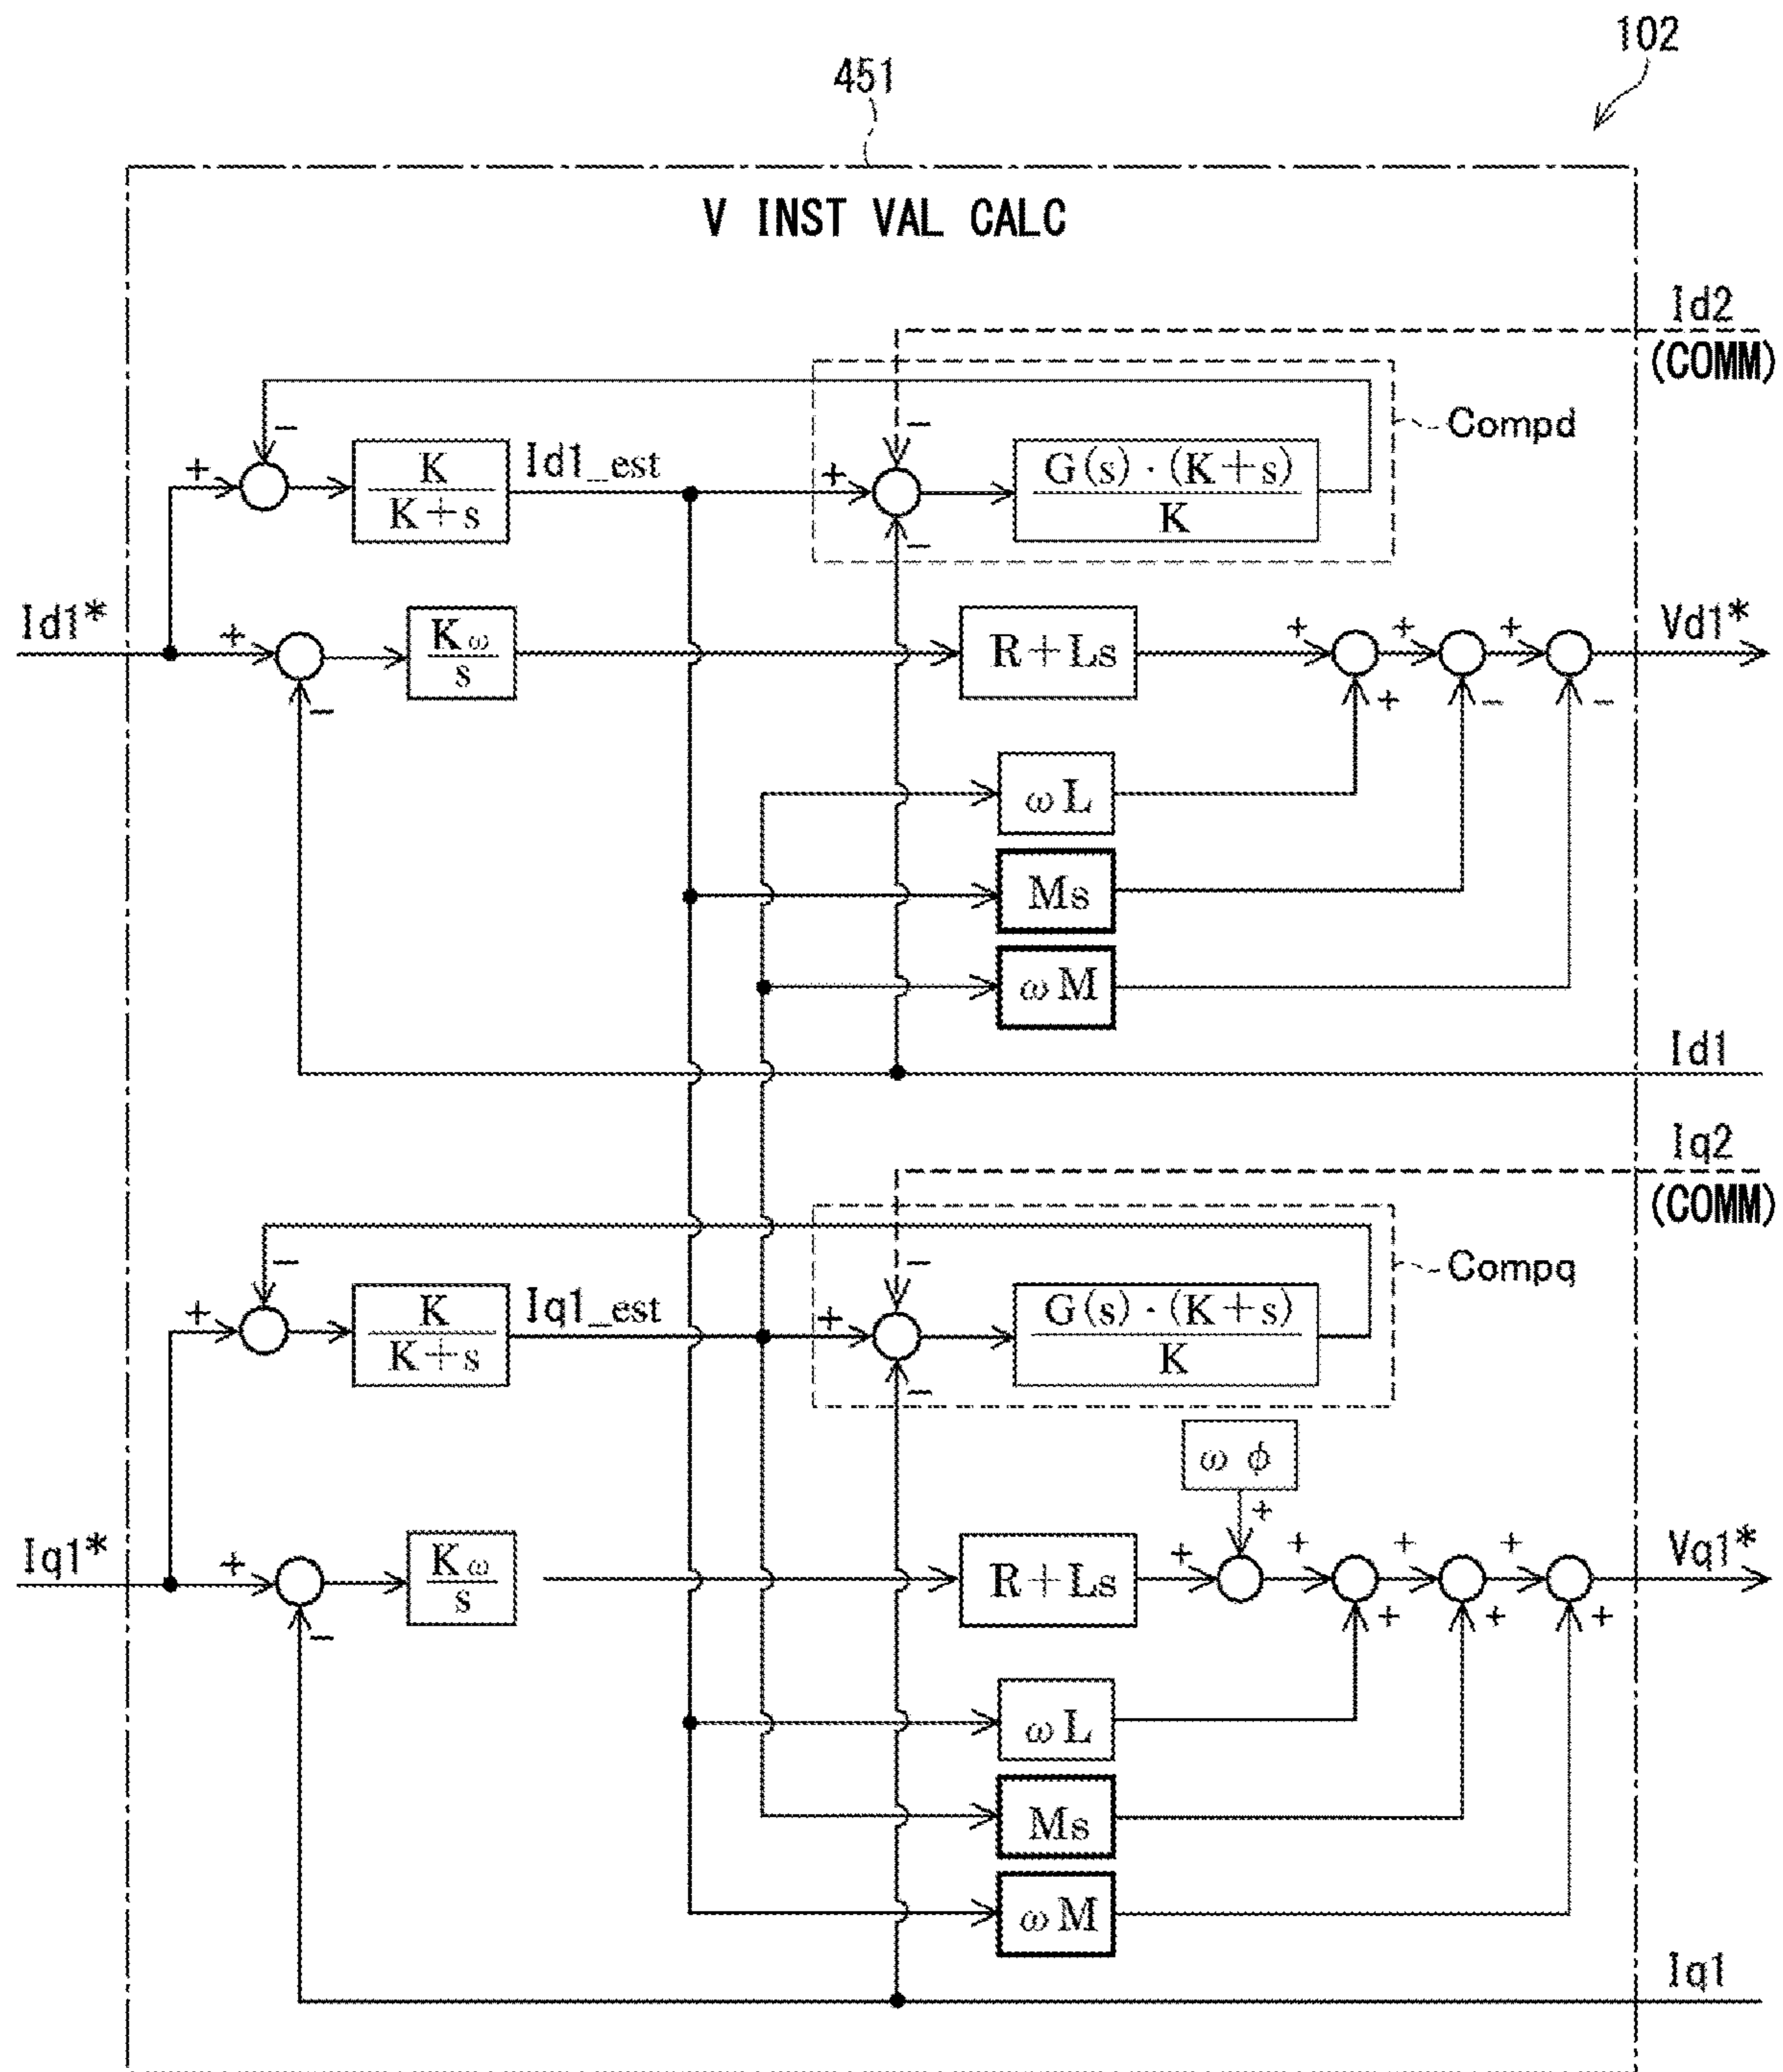 102
451
V INST VAL CALC
Id2
(COMM)
Compd
−
−
+
K
K+s
Id1_est
+
G(s)·(K+s)
K
−
Id1*
+
Kω
s
−
R+Ls
+
+
+
+
−
−
Vd1*
ωL
Ms
ωM
Id1
Iq2
(COMM)
−
−
Compq
+
K
K+s
Iq1_est
+
G(s)·(K+s)
K
−
ω φ
+
Iq1*
+
Kω
s
−
R+Ls
+
+
+
+
+
+
+
Vq1*
ωL
Ms
ωM
Iq1